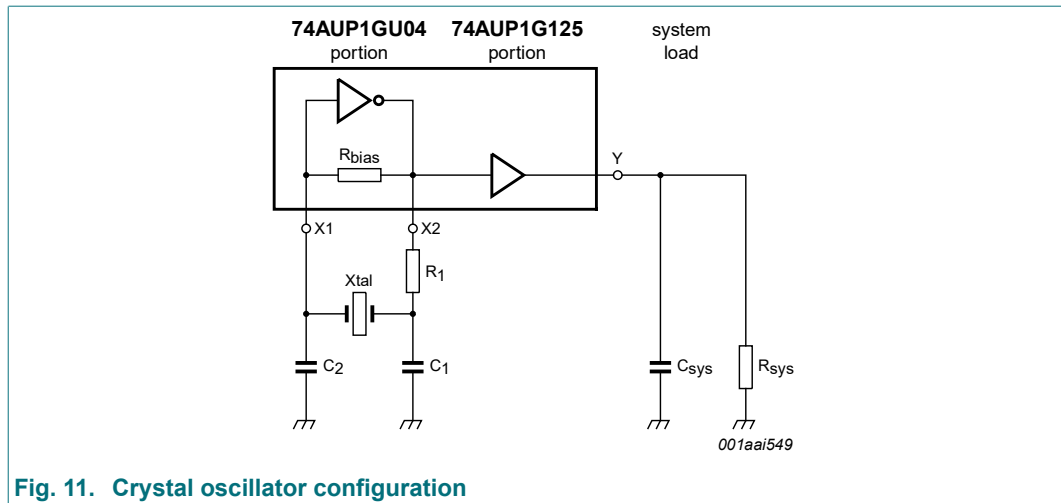 74AUP1GU04 74AUP1G125 system
portion portion load
Rbias
Y
X1 X2
R1
Xtal
C2 C1 Csys Rsys
001aai549
Fig. 11. Crystal oscillator configuration